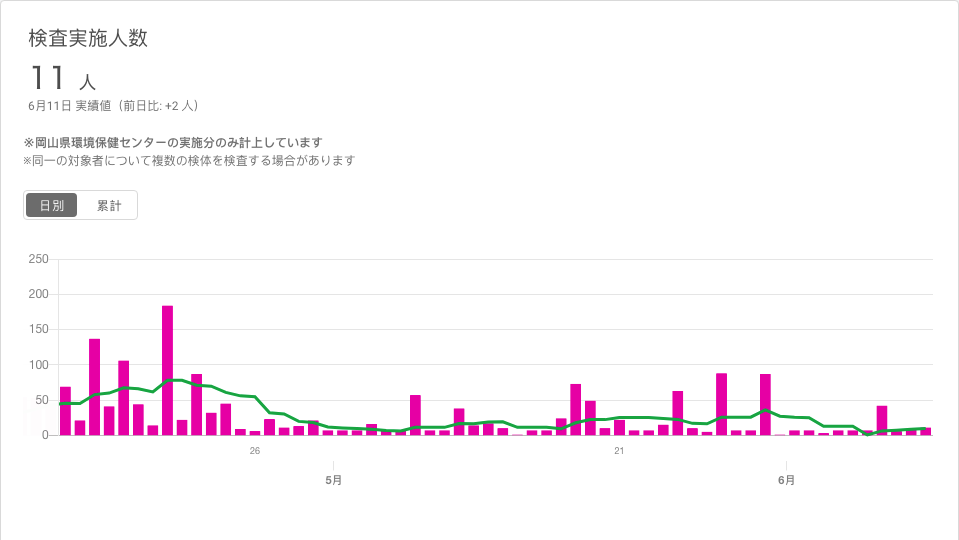 検査実施人数
11 人
6月11日 実績値（前日比: +2 人）
※岡山県環境保健センターの実施分のみ計上しています
※同一の対象者について複数の検体を検査する場合があります
日別 累計
250
200
150
100
50
0
26 21
5月 6月